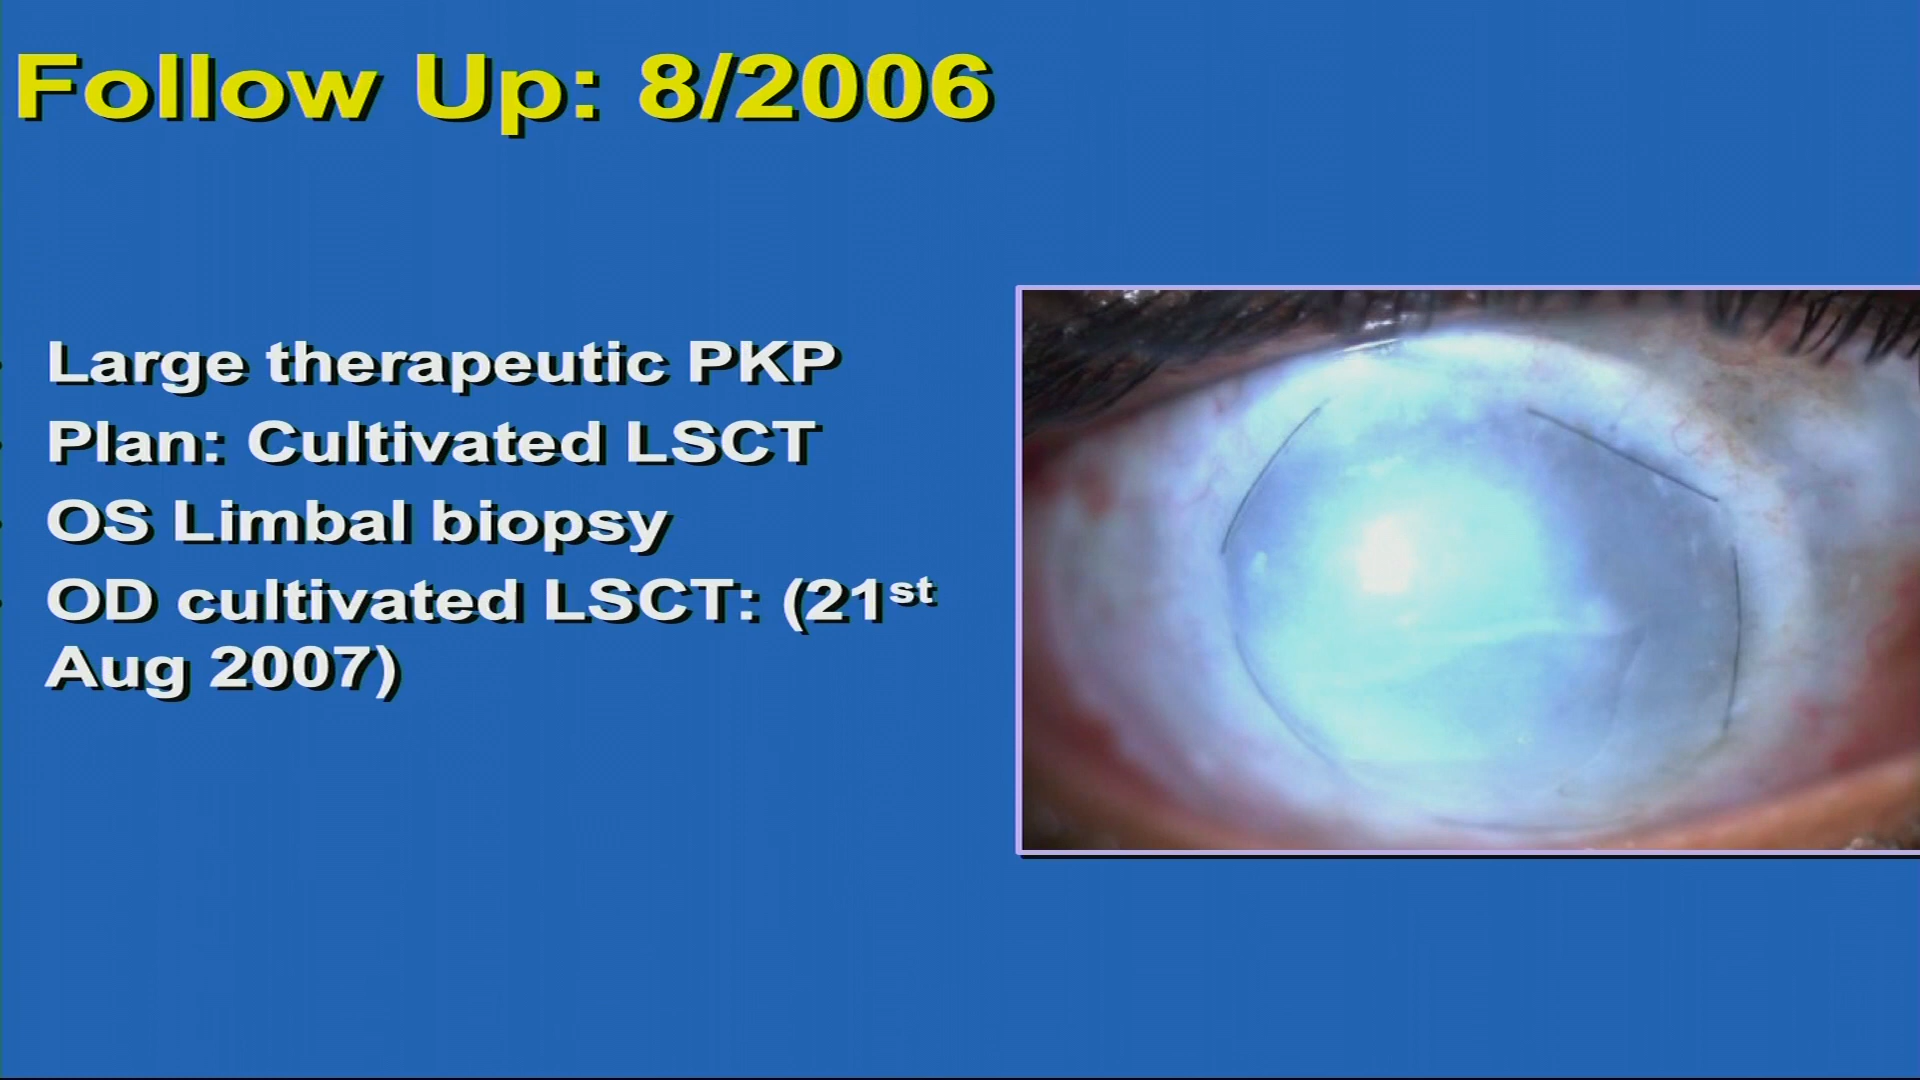 Follow Up: 8/2006
Large therapeutic PKP
Plan: Cultivated LSCT
OS Limbal biopsy
OD cultivated LSCT: (21st
Aug 2007)